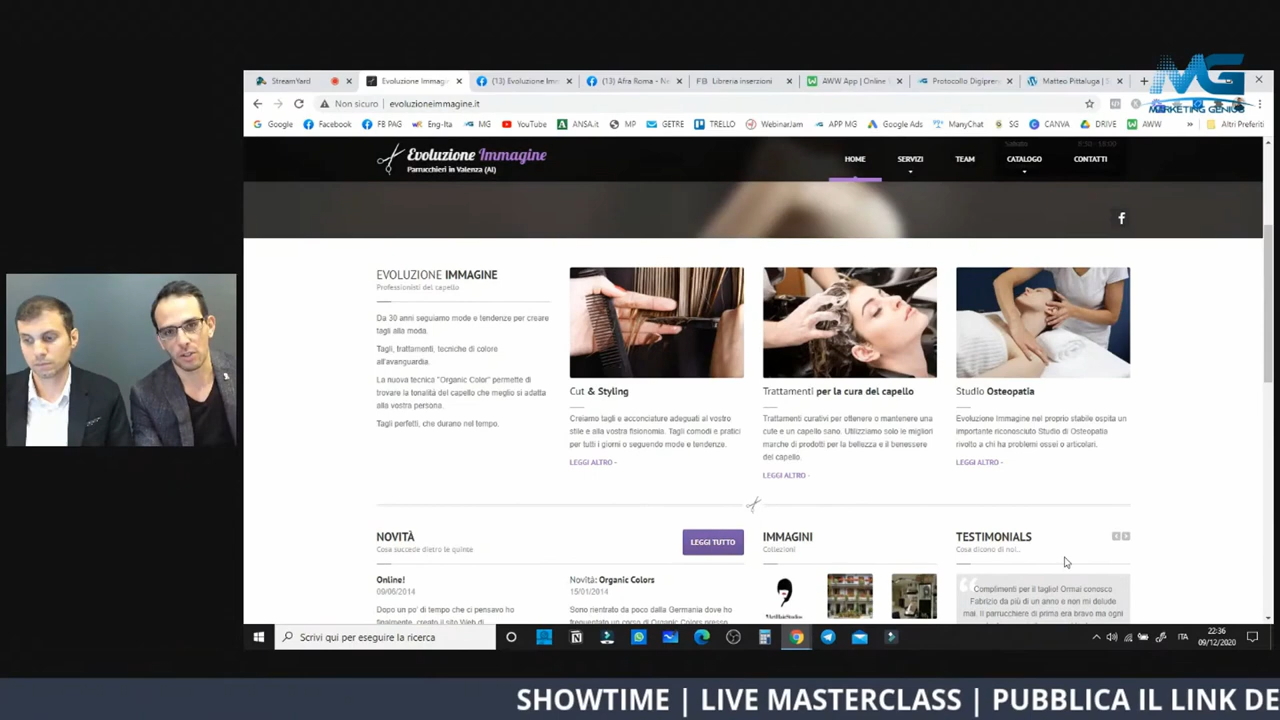 MG
MARKETING GENIUS
StreamYard
Evoluzione Immagin
(13) Evoluzione Imm
(13) Afra Roma - Ne
FB Libreria inserzioni
AWW App | Online
Protocollo Digipren
Matteo Pittaluga | S
Non sicuro | evoluzioneimmagine.it
Google
Facebook
FB PAG
Eng-Ita
MG
YouTube
ANSA.it
MP
GETRE
TRELLO
WebinarJam
APP MG
Google Ads
ManyChat
SG
CANVA
DRIVE
AWW
»
Altri Preferiti
Evoluzione Immagine
Parrucchieri in Valenza (Al)
Sabato 8:30 - 18:00
HOME
SERVIZI
TEAM
CATALOGO
CONTATTI
EVOLUZIONE IMMAGINE
Professionisti del capello
Da 30 anni seguiamo mode e tendenze per creare
tagli alla moda.
Tagli, trattamenti, tecniche di colore
all'avanguardia.
La nuova tecnica "Organic Color" permette di
trovare la tonalità del capello che meglio si adatta
alla vostra persona.
Tagli perfetti, che durano nel tempo.
Cut & Styling
Creiamo tagli e acconciature adeguati al vostro
stile e alla vostra fisionomia. Tagli comodi e pratici
per tutti i giorni o seguendo mode e tendenze.
LEGGI ALTRO
Trattamenti per la cura del capello
Trattamenti curativi per ottenere o mantenere una
cute e un capello sano. Utilizziamo solo le migliori
marche di prodotti per la bellezza e il benessere
del capello.
LEGGI ALTRO
Studio Osteopatia
Evoluzione Immagine nel proprio stabile ospita un
importante riconosciuto Studio di Osteopatia
rivolto a chi ha problemi ossei o articolari.
LEGGI ALTRO
NOVITÀ
Cosa succede dietro le quinte
LEGGI TUTTO
Online!
09/06/2014
Dopo un po' di tempo che ci pensavo ho
finalmente creato il sito Web di
Novità: Organic Colors
15/01/2014
Sono rientrato da poco dalla Germania dove ho
frequentato un corso di Organic Colors presso
IMMAGINI
Collezioni
TESTIMONIALS
Cosa dicono di noi...
Complimenti per il taglio! Ormai conosco
Fabrizio da più di un anno e non mi delude
mai. Il parrucchiere di prima era bravo ma ogni
Scrivi qui per eseguire la ricerca
ITA
22:36
09/12/2020
SHOWTIME | LIVE MASTERCLASS | PUBBLICA IL LINK DE